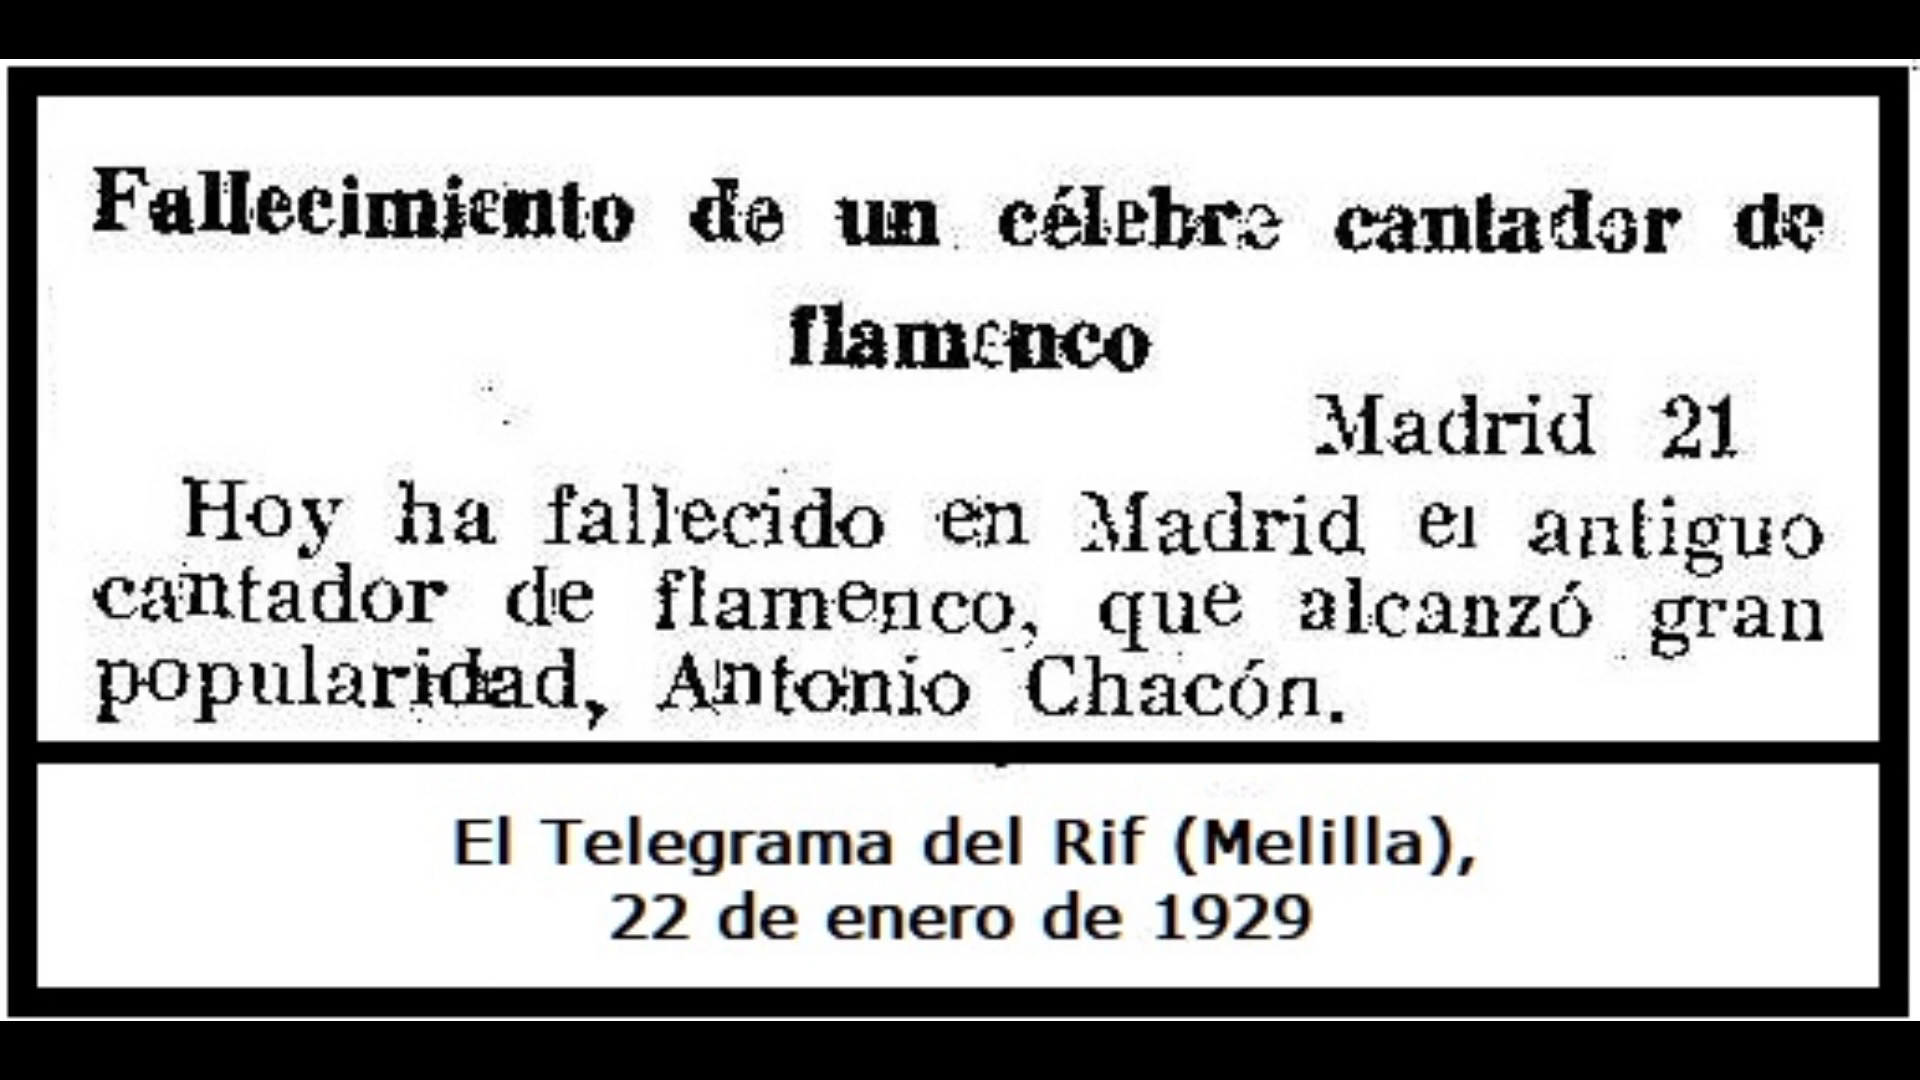 Fallecimiento de un célebre cantador de
flamenco
Madrid 21
Hoy ha fallecido en Madrid el antiguo
cantador de flamenco, que alcanzó gran
popularidad, Antonio Chacón.
El Telegrama del Rif (Melilla),
22 de enero de 1929